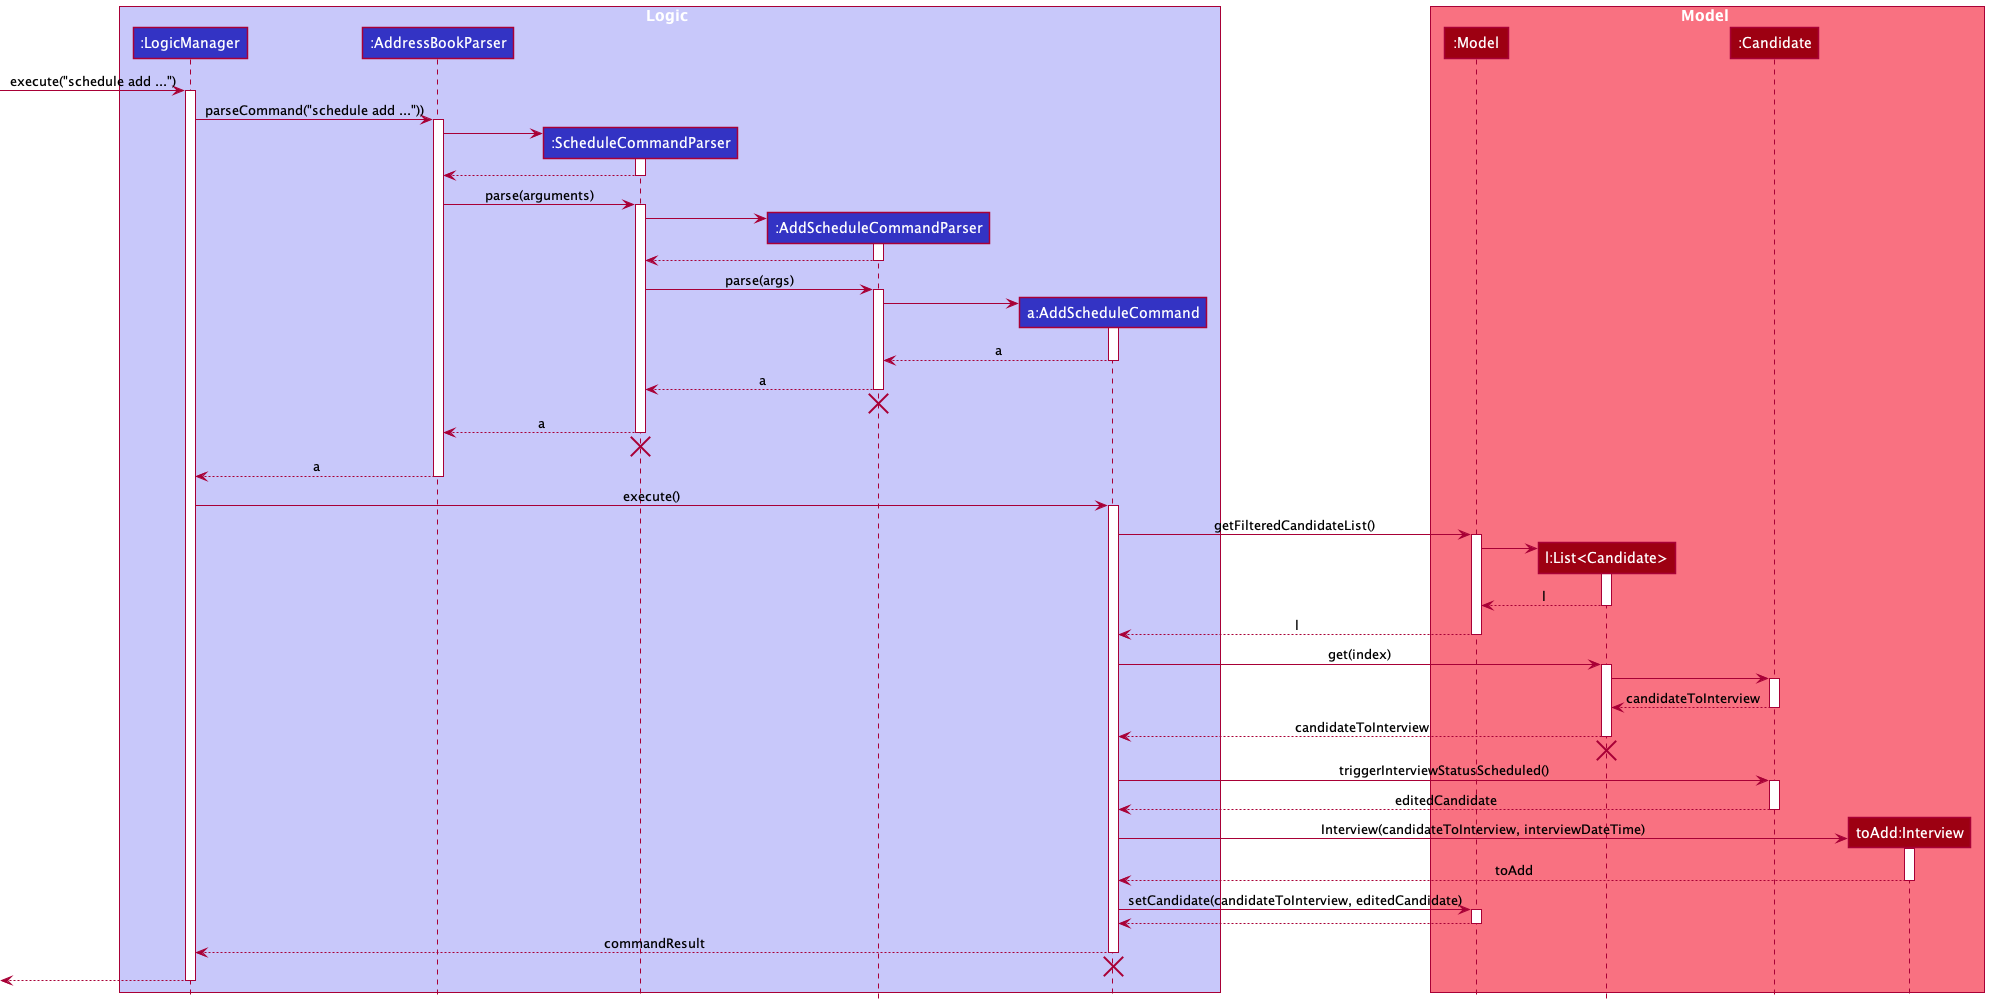 Logic
Model
:LogicManager
:AddressBookParser
:Model
:Candidate
execute("schedule add ...")
parseCommand("schedule add ..."))
:ScheduleCommandParser
parse(arguments)
:AddScheduleCommandParser
parse(args)
a:AddScheduleCommand
a
a
a
a
execute()
getFilteredCandidateList()
l:List<Candidate>
l
l
get(index)
candidateToInterview
candidateToInterview
triggerInterviewStatusScheduled()
editedCandidate
Interview(candidateToInterview, interviewDateTime)
toAdd:Interview
toAdd
setCandidate(candidateToInterview, editedCandidate)
commandResult